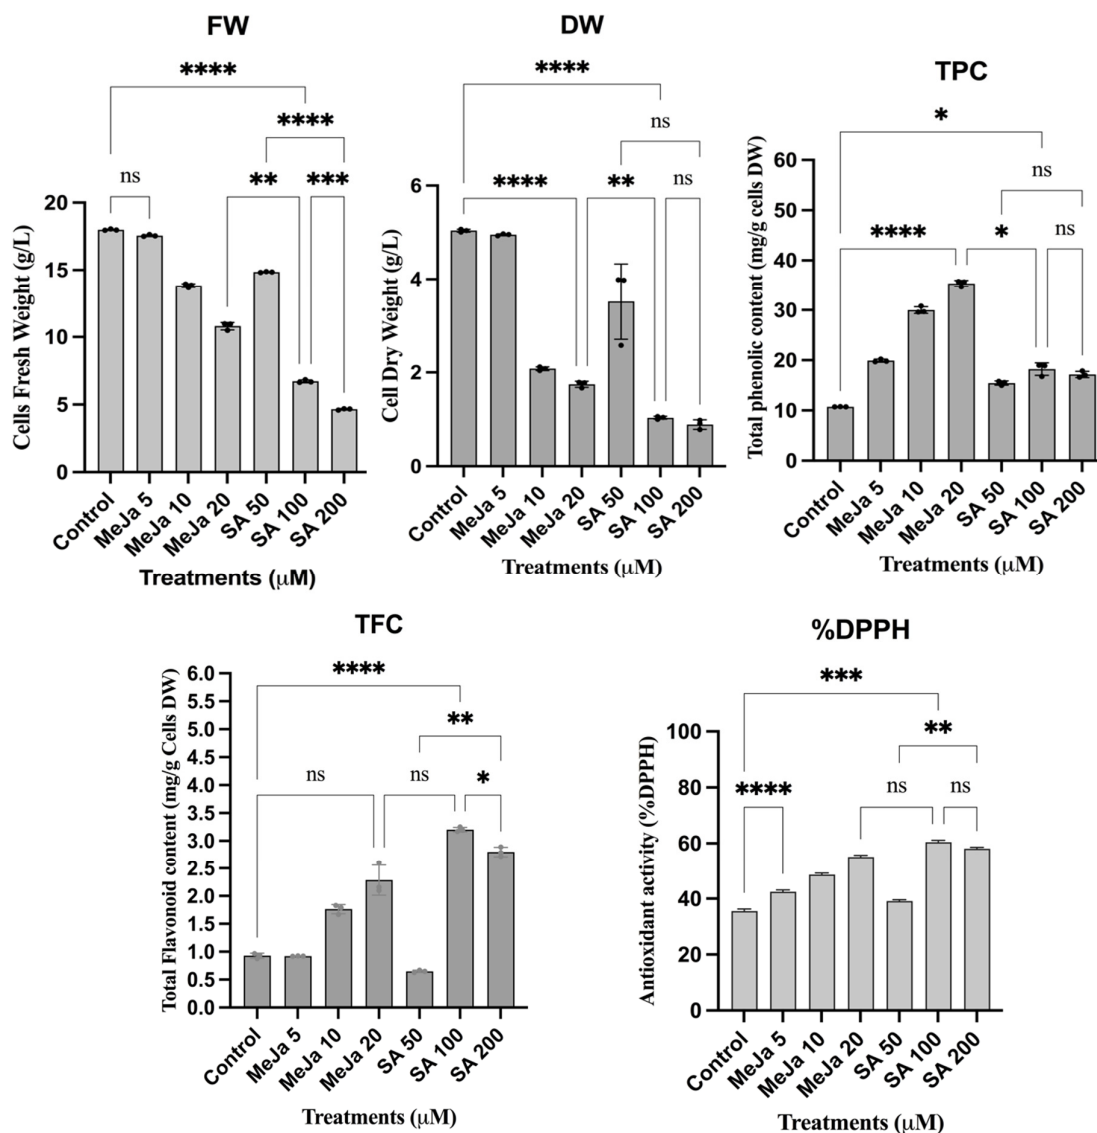 FW
****
****
ns
**
***
Cells Fresh Weight (g/L)
20
15
10
5
0
Control
MeJa 5
MeJa 10
MeJa 20
SA 50
SA 100
SA 200
Treatments (μM)
DW
****
ns
****
**
ns
Cell Dry Weight (g/L)
6
4
2
0
Control
MeJa 5
MeJa 10
MeJa 20
SA 50
SA 100
SA 200
Treatments (μM)
TPC
*
ns
****
*
ns
Total phenolic content (mg/g cells DW)
60
50
40
30
20
10
0
Control
MeJa 5
MeJa 10
MeJa 20
SA 50
SA 100
SA 200
Treatments (μM)
TFC
****
**
ns
ns
*
Total Flavonoid content (mg/g Cells DW)
6.0
5.5
5.0
4.5
4.0
3.5
3.0
2.5
2.0
1.5
1.0
0.5
0.0
Control
MeJa 5
MeJa 10
MeJa 20
SA 50
SA 100
SA 200
Treatments (μM)
%DPPH
***
**
****
ns
ns
Antioxidant activity (%DPPH)
100
80
60
40
20
0
Control
MeJa 5
MeJa 10
MeJa 20
SA 50
SA 100
SA 200
Treatments (μM)